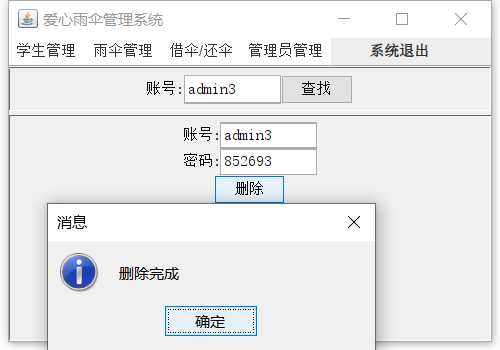 爱心雨伞管理系统
学生管理 雨伞管理 借伞/还伞 管理员管理 系统退出
账号: admin3 查找
账号: admin3
密码: 852693
删除
消息
删除完成
确定